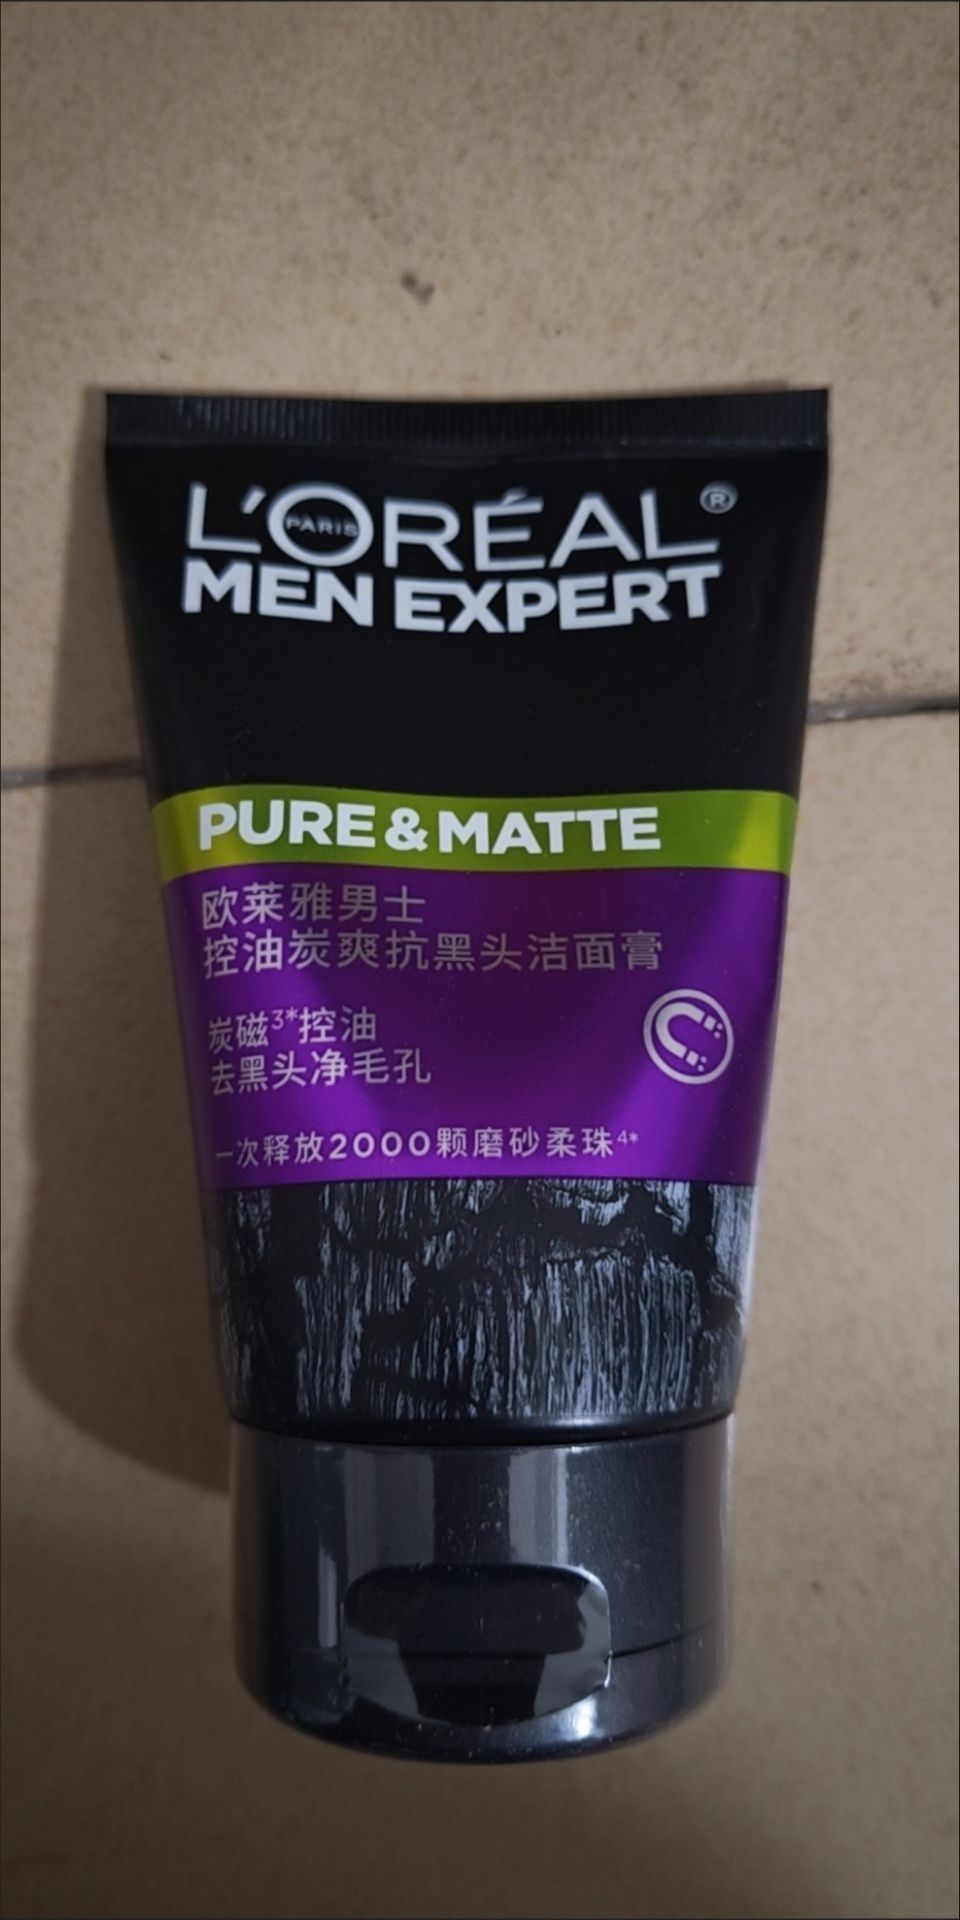 L'ORÉAL®
PARIS
MEN EXPERT
PURE & MATTE
欧莱雅男士
控油炭爽抗黑头洁面膏
炭磁3*控油
去黑头净毛孔
一次释放2000颗磨砂柔珠4*